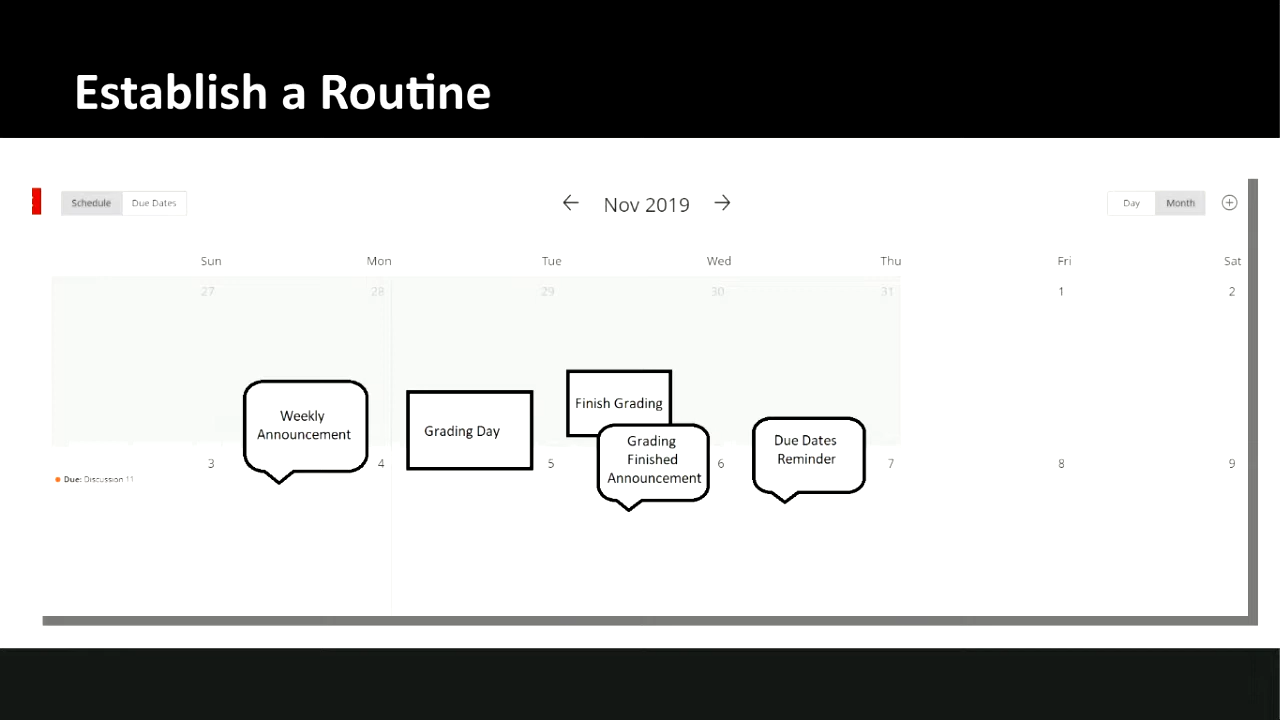 Establish a Routine
Schedule
Due Dates
Nov 2019
Day
Month
Sun
Mon
Tue
Wed
Thu
Fri
Sat
27
28
29
30
31
1
2
Weekly
Announcement
Grading Day
Finish Grading
Grading
Finished
Announcement
Due Dates
Reminder
3
4
5
6
7
8
9
Due: Discussion 11